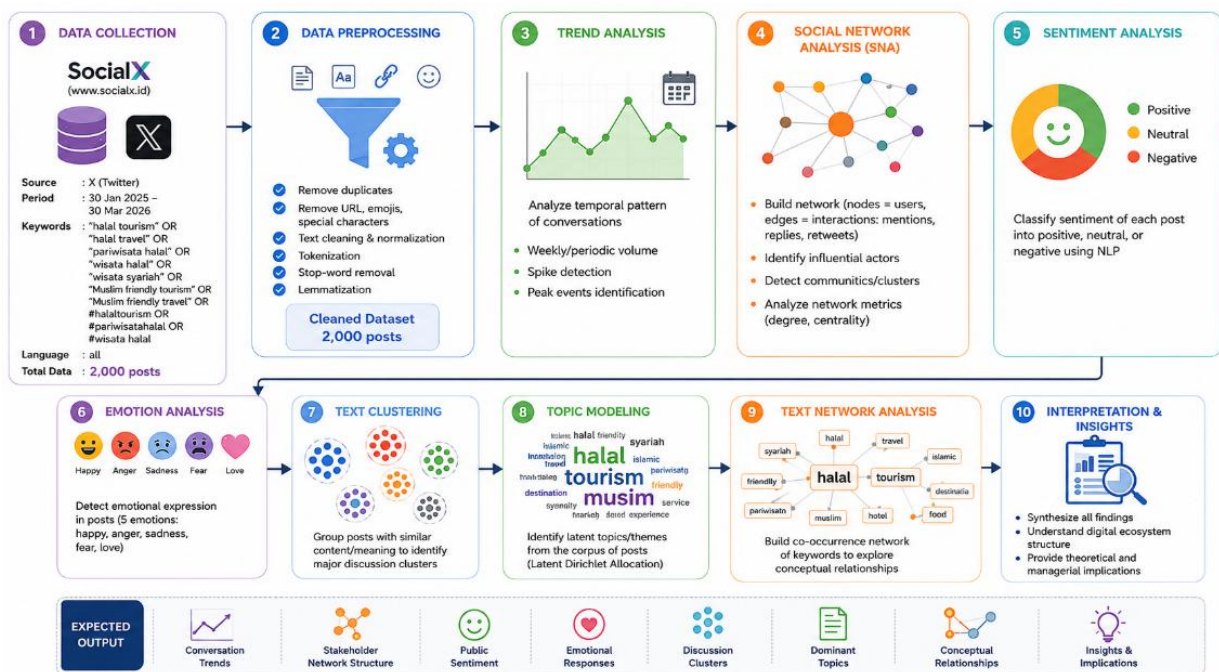 1 DATA COLLECTION
SocialX
(www.socialx.id)
Source : X (Twitter)
Period : 30 Jan 2025 –
30 Mar 2026
Keywords : "halal tourism" OR
"halal travel" OR
"pariwisata halal" OR
"wisata halal" OR
"wisata syariah" OR
"Muslim friendly tourism" OR
"Muslim friendly travel" OR
#halaltourism OR
#pariwisatahalal OR
#wisata halal
Language : all
Total Data : 2,000 posts
2 DATA PREPROCESSING
Aa
Remove duplicates
Remove URL, emojis,
special characters
Text cleaning & normalization
Tokenization
Stop-word removal
Lemmatization
Cleaned Dataset
2,000 posts
3 TREND ANALYSIS
Analyze temporal pattern
of conversations
• Weekly/periodic volume
• Spike detection
• Peak events identification
4 SOCIAL NETWORK
ANALYSIS (SNA)
• Build network (nodes = users,
edges = interactions: mentions,
replies, retweets)
• Identify influential actors
• Detect communitics/clusters
• Analyze network metrics
(degree, centrality)
5 SENTIMENT ANALYSIS
Positive
Neutral
Negative
Classify sentiment of each post
into positive, neutral, or
negative using NLP
6 EMOTION ANALYSIS
Happy Anger Sadness Fear Love
Detect emotional expression
in posts (5 emotions:
happy, anger, sadness,
fear, love)
7 TEXT CLUSTERING
Group posts with similar
content/meaning to identify
major discussion clusters
8 TOPIC MODELING
halal friendity
islamic syariah
halal islamic
travel pariwisatg
tourism
friendly
destination musim service
experience
Identify latent topics/themes
from the corpus of posts
(Latent Dirichlet Allocation)
9 TEXT NETWORK ANALYSIS
halal travel
syariah islamic
halal tourism
friendlly destinatia
pariwisatn muslim hotel food
Build co-occurrence network
of keywords to explore
conceptual relationships
10 INTERPRETATION &
INSIGHTS
• Synthesize all findings
• Understand digital ecosystem
structure
• Provide theoretical and
managerial implications
EXPECTED
OUTPUT
Conversation
Trends
Stakeholder
Network Structure
Public
Sentiment
Emotional
Responses
Discussion
Clusters
Dominant
Topics
Conceptual
Relationships
Insights &
Implications